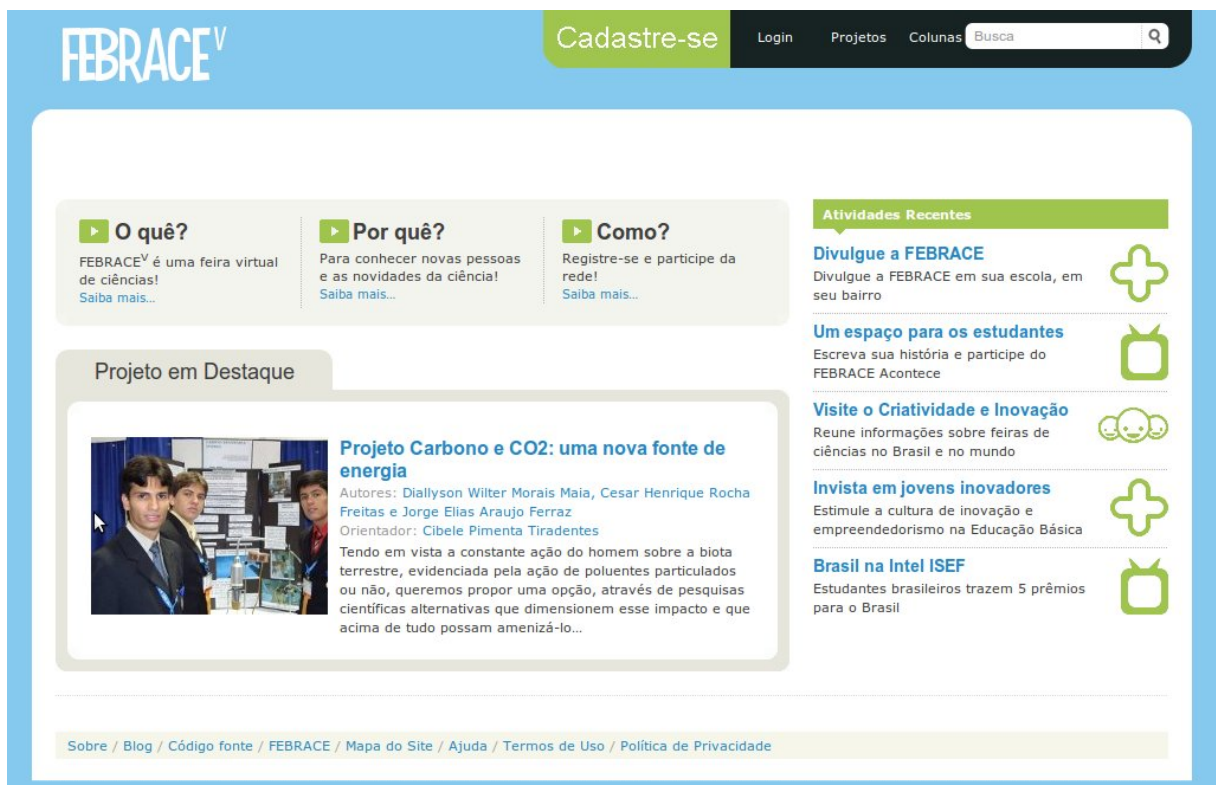 FEBRACE V
Cadastre-se
Login Projetos Colunas Busca
O quê?
FEBRACEV é uma feira virtual
de ciências!
Saiba mais...
Por quê?
Para conhecer novas pessoas
e as novidades da ciência!
Saiba mais...
Como?
Registre-se e participe da
rede!
Saiba mais...
Projeto em Destaque
Projeto Carbono e CO2: uma nova fonte de
energia
Autores: Diallyson Wilter Morais Maia, Cesar Henrique Rocha
Freitas e Jorge Elias Araujo Ferraz
Orientador: Cibele Pimenta Tiradentes
Tendo em vista a constante ação do homem sobre a biota
terrestre, evidenciada pela ação de poluentes particulados
ou não, queremos propor uma opção, através de pesquisas
científicas alternativas que dimensionem esse impacto e que
acima de tudo possam amenizá-lo...
Atividades Recentes
Divulgue a FEBRACE
Divulgue a FEBRACE em sua escola, em
seu bairro
Um espaço para os estudantes
Escreva sua história e participe do
FEBRACE Acontece
Visite o Criatividade e Inovação
Reune informações sobre feiras de
ciências no Brasil e no mundo
Invista em jovens inovadores
Estimule a cultura de inovação e
empreendedorismo na Educação Básica
Brasil na Intel ISEF
Estudantes brasileiros trazem 5 prêmios
para o Brasil
Sobre / Blog / Código fonte / FEBRACE / Mapa do Site / Ajuda / Termos de Uso / Política de Privacidade